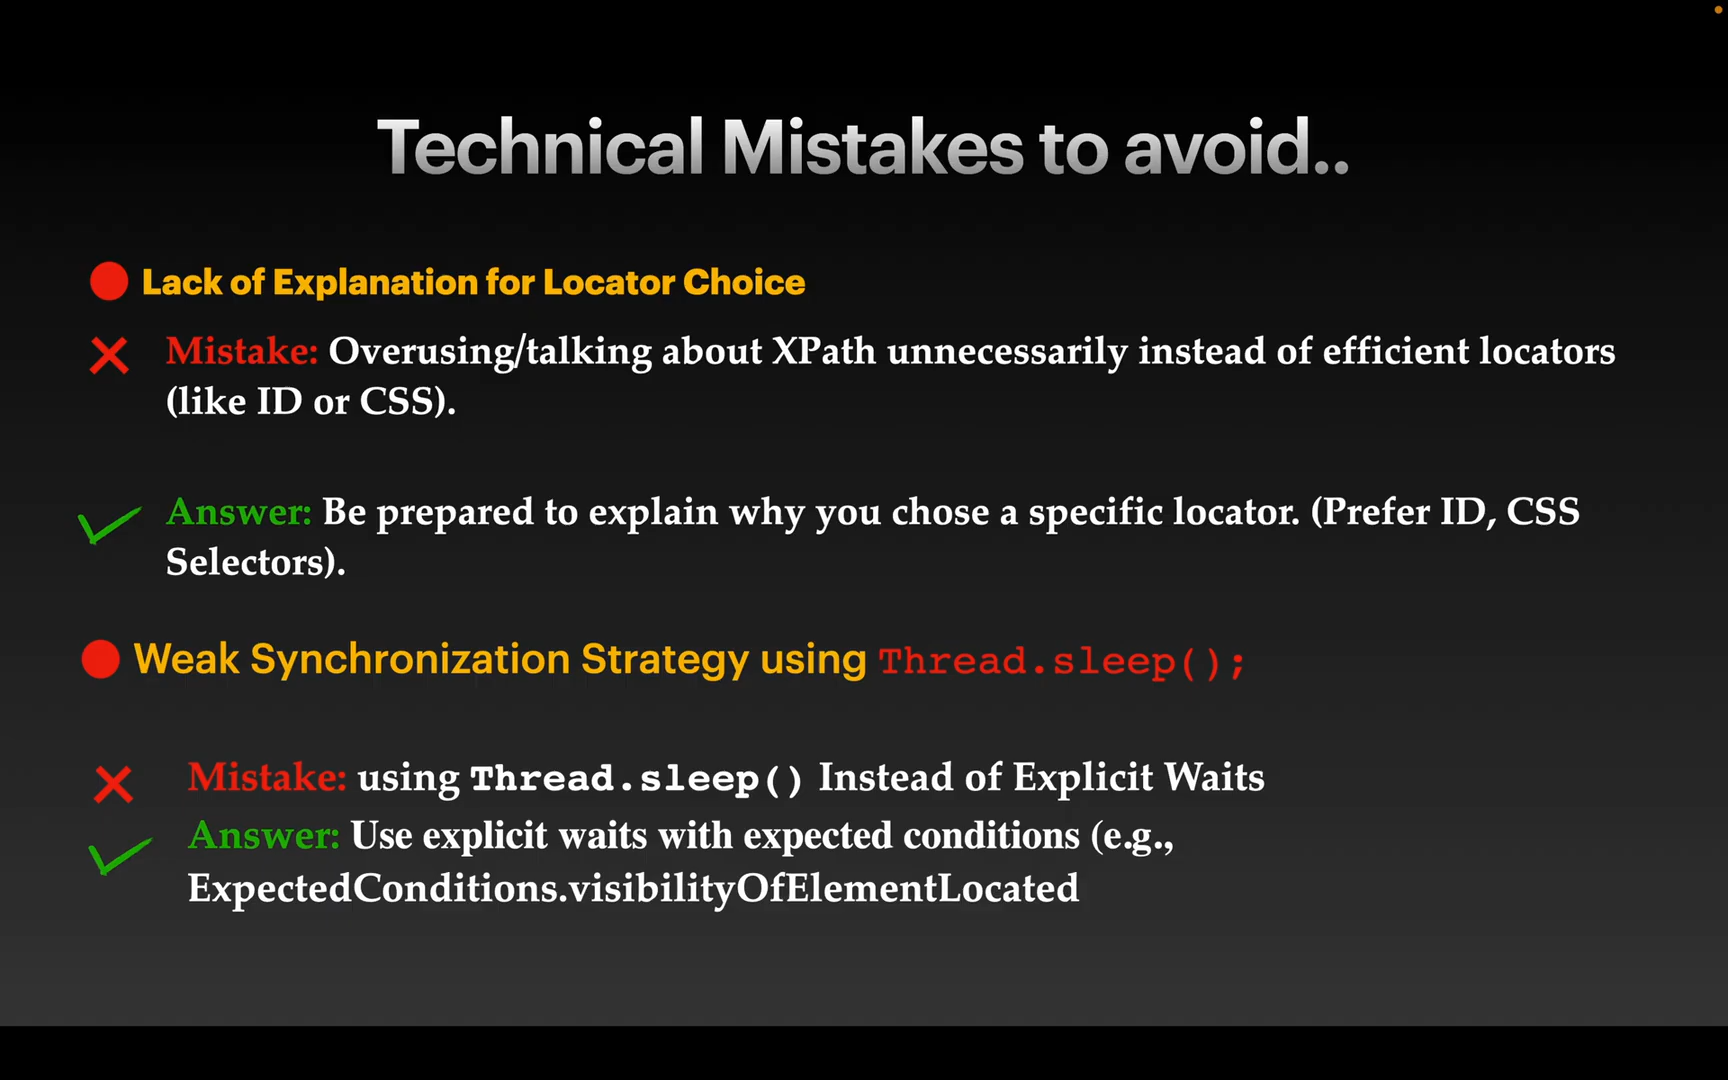 Technical Mistakes to avoid..
Lack of Explanation for Locator Choice
Mistake: Overusing/talking about XPath unnecessarily instead of efficient locators
(like ID or CSS).
Answer: Be prepared to explain why you chose a specific locator. (Prefer ID, CSS
Selectors).
Weak Synchronization Strategy using Thread.sleep();
Mistake: using Thread.sleep() Instead of Explicit Waits
Answer: Use explicit waits with expected conditions (e.g.,
ExpectedConditions.visibilityOfElementLocated